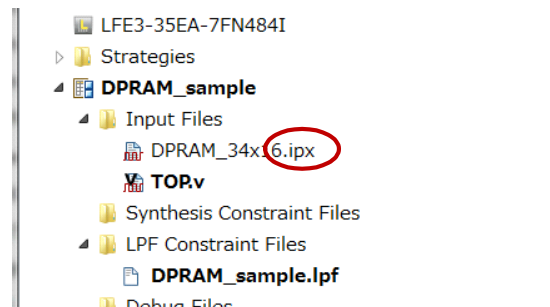 LFE3-35EA-7FN484I
Strategies
DPRAM_sample
Input Files
DPRAM_34x16.ipx
TOP.v
Synthesis Constraint Files
LPF Constraint Files
DPRAM_sample.lpf
Debug Files